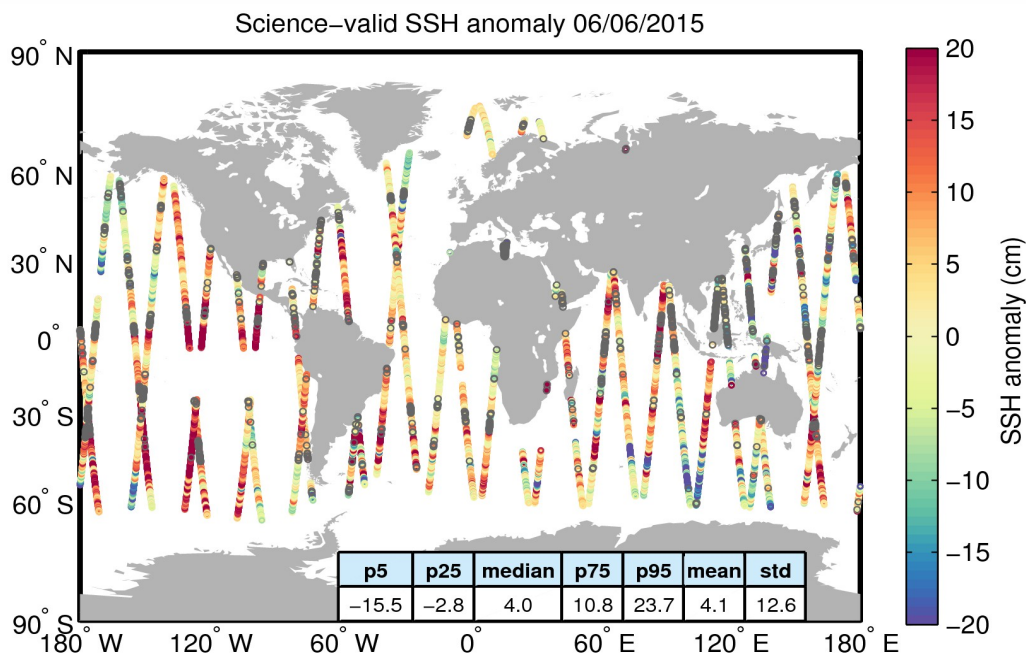 Science−valid SSH anomaly 06/06/2015
90° N
60° N
30° N
0°
30° S
60° S
90° S
180° W
120° W
60° W
0°
60° E
120° E
180° E
p5 p25 median p75 p95 mean std
−15.5 −2.8 4.0 10.8 23.7 4.1 12.6
20
15
10
5
0
−5
−10
−15
−20
SSH anomaly (cm)